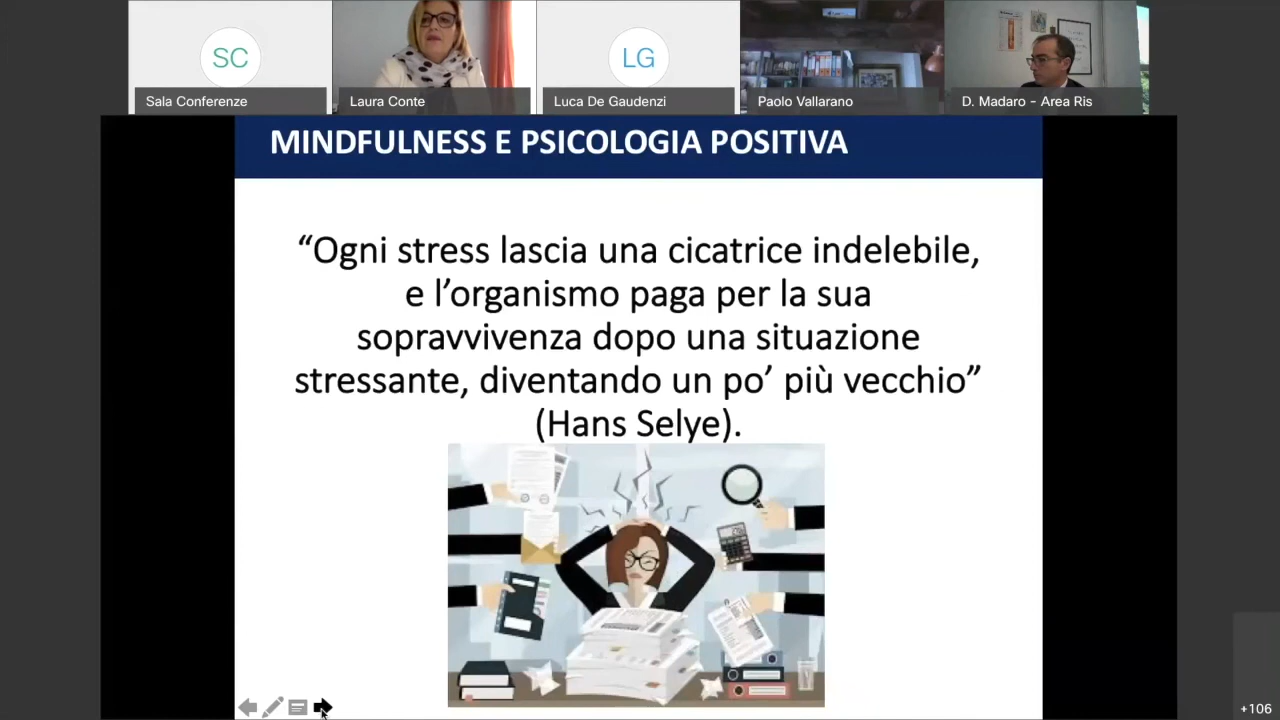 SC
LG
Sala Conferenze
Laura Conte
Luca De Gaudenzi
Paolo Vallarano
D. Madaro - Area Ris
MINDFULNESS E PSICOLOGIA POSITIVA
“Ogni stress lascia una cicatrice indelebile,
e l’organismo paga per la sua
sopravvivenza dopo una situazione
stressante, diventando un po’ più vecchio”
(Hans Selye).
+106